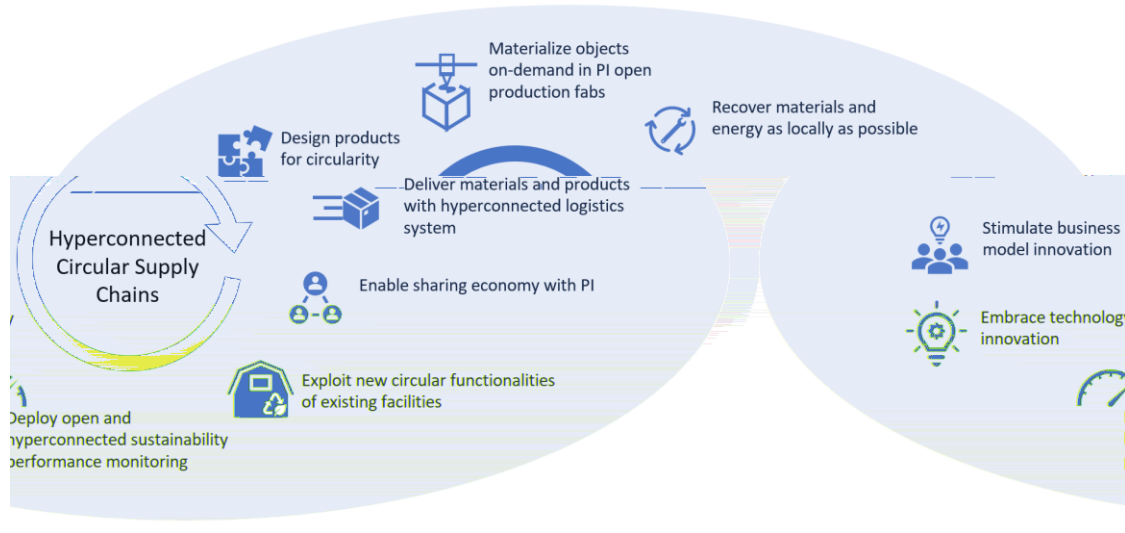 Materialize objects
on-demand in PI open
production fabs
Recover materials and
energy as locally as possible
Design products
for circularity
Deliver materials and products
with hyperconnected logistics
system
Hyperconnected
Circular Supply
Chains
Enable sharing economy with PI
Exploit new circular functionalities
of existing facilities
Deploy open and
hyperconnected sustainability
performance monitoring
Stimulate business
model innovation
Embrace technology
innovation